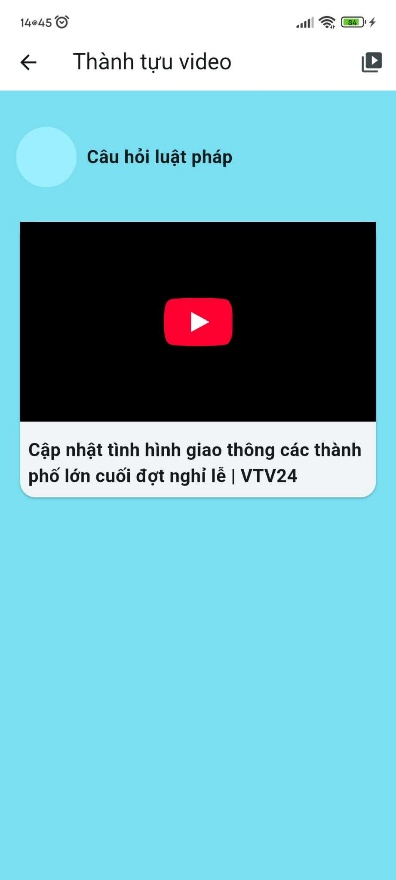 14:45
84
Thành tựu video
Câu hỏi luật pháp
Cập nhật tình hình giao thông các thành
phố lớn cuối đợt nghỉ lễ | VTV24